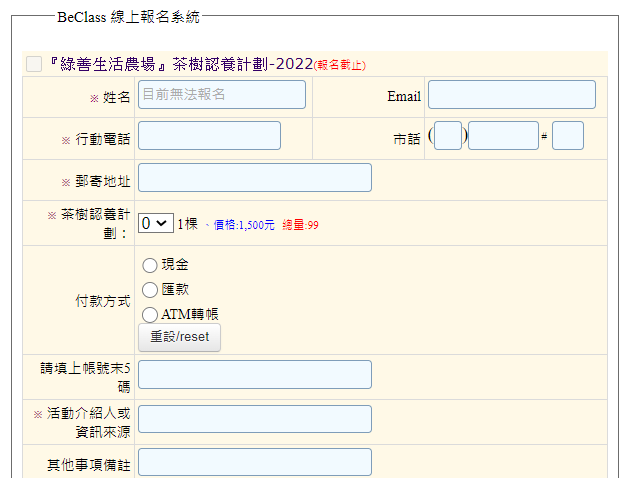 BeClass 線上報名系統
『綠善生活農場』茶樹認養計劃-2022(報名截止)
※ 姓名 目前無法報名 Email
※ 行動電話 市話 ( ) #
※ 郵寄地址
※ 茶樹認養計
劃： 0 1棵 、價格:1,500元 總量:99
付款方式
現金
匯款
ATM轉帳
重設/reset
請填上帳號末5
碼
※ 活動介紹人或
資訊來源
其他事項備註